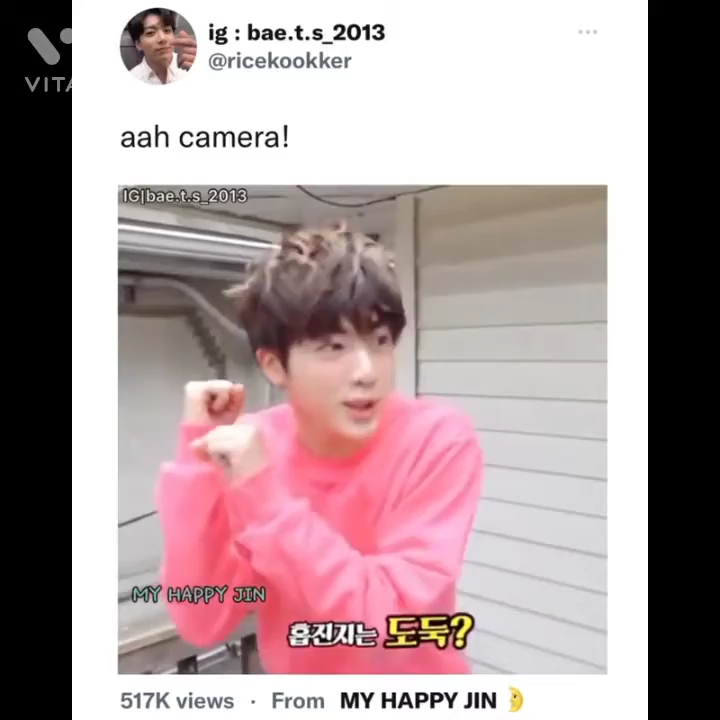 ig : bae.t.s_2013
@ricekookker
VITA
aah camera!
IG|bae.t.s_2013
MY HAPPY JIN
흡진지는 도둑?
517K views · From MY HAPPY JIN 🌛